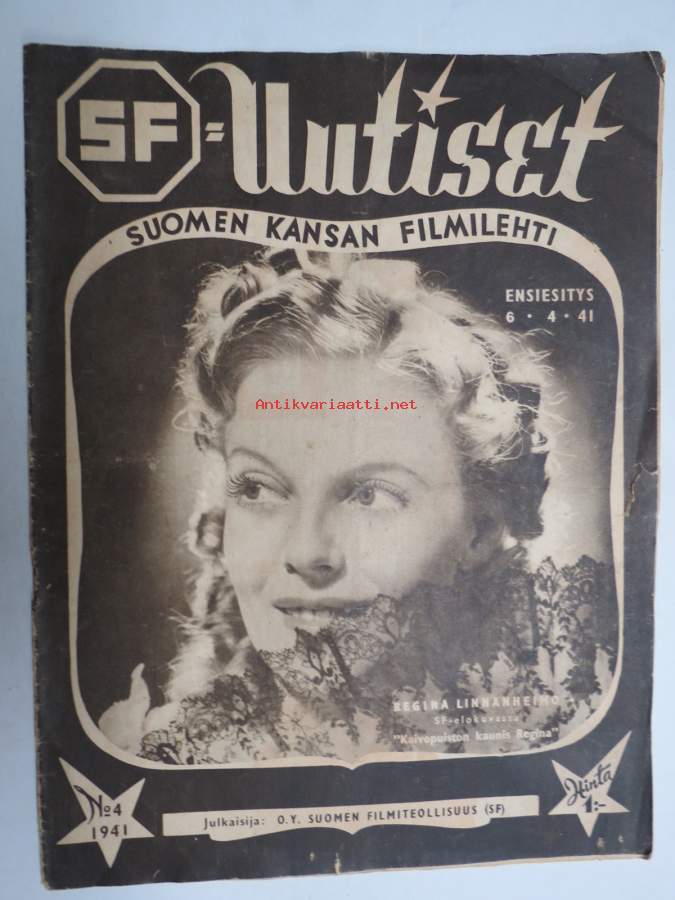 SF = Uutiset
SUOMEN KANSAN FILMILEHTI
ENSIESITYS
6 • 4 • 41
Antikvariaatti.net
REGINA LINNANHEIMO
SF-elokuvassa
"Kaivopuiston kaunis Regina"
No 4
1941
Julkaisija: O.Y. SUOMEN FILMITEOLLISUUS (SF)
Hinta
1:-